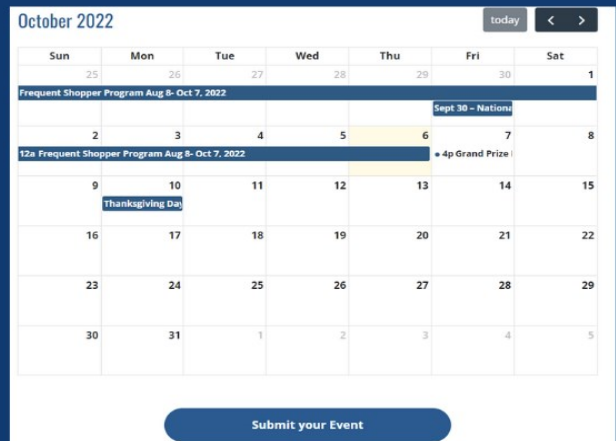 October 2022
today < >
Sun Mon Tue Wed Thu Fri Sat
25 26 27 28 29 30 1
Frequent Shopper Program Aug 8- Oct 7, 2022
Sept 30 – Nationa
2 3 4 5 6 7 8
12a Frequent Shopper Program Aug 8- Oct 7, 2022
4p Grand Prize
9 10 11 12 13 14 15
Thanksgiving Day
16 17 18 19 20 21 22
23 24 25 26 27 28 29
30 31 1 2 3 4 5
Submit your Event